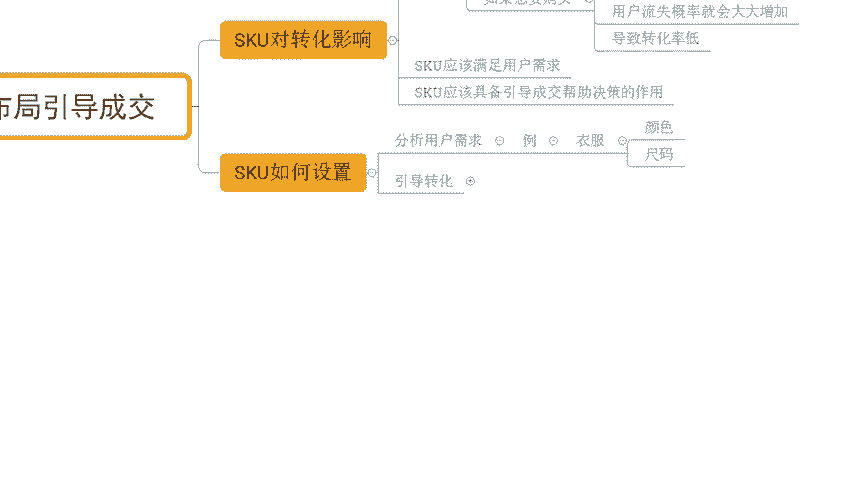 用户流失概率就会大大增加
导致转化率低
SKU对转化影响
SKU应该满足用户需求
SKU应该具备引导成交帮助决策的作用
布局引导成交
SKU如何设置
分析用户需求
例
衣服
颜色
尺码
引导转化